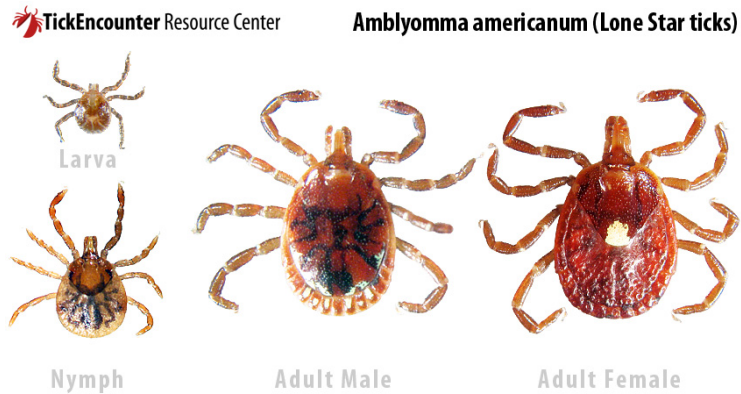 TickEncounter Resource Center
Amblyomma americanum (Lone Star ticks)
Larva
Nymph
Adult Male
Adult Female